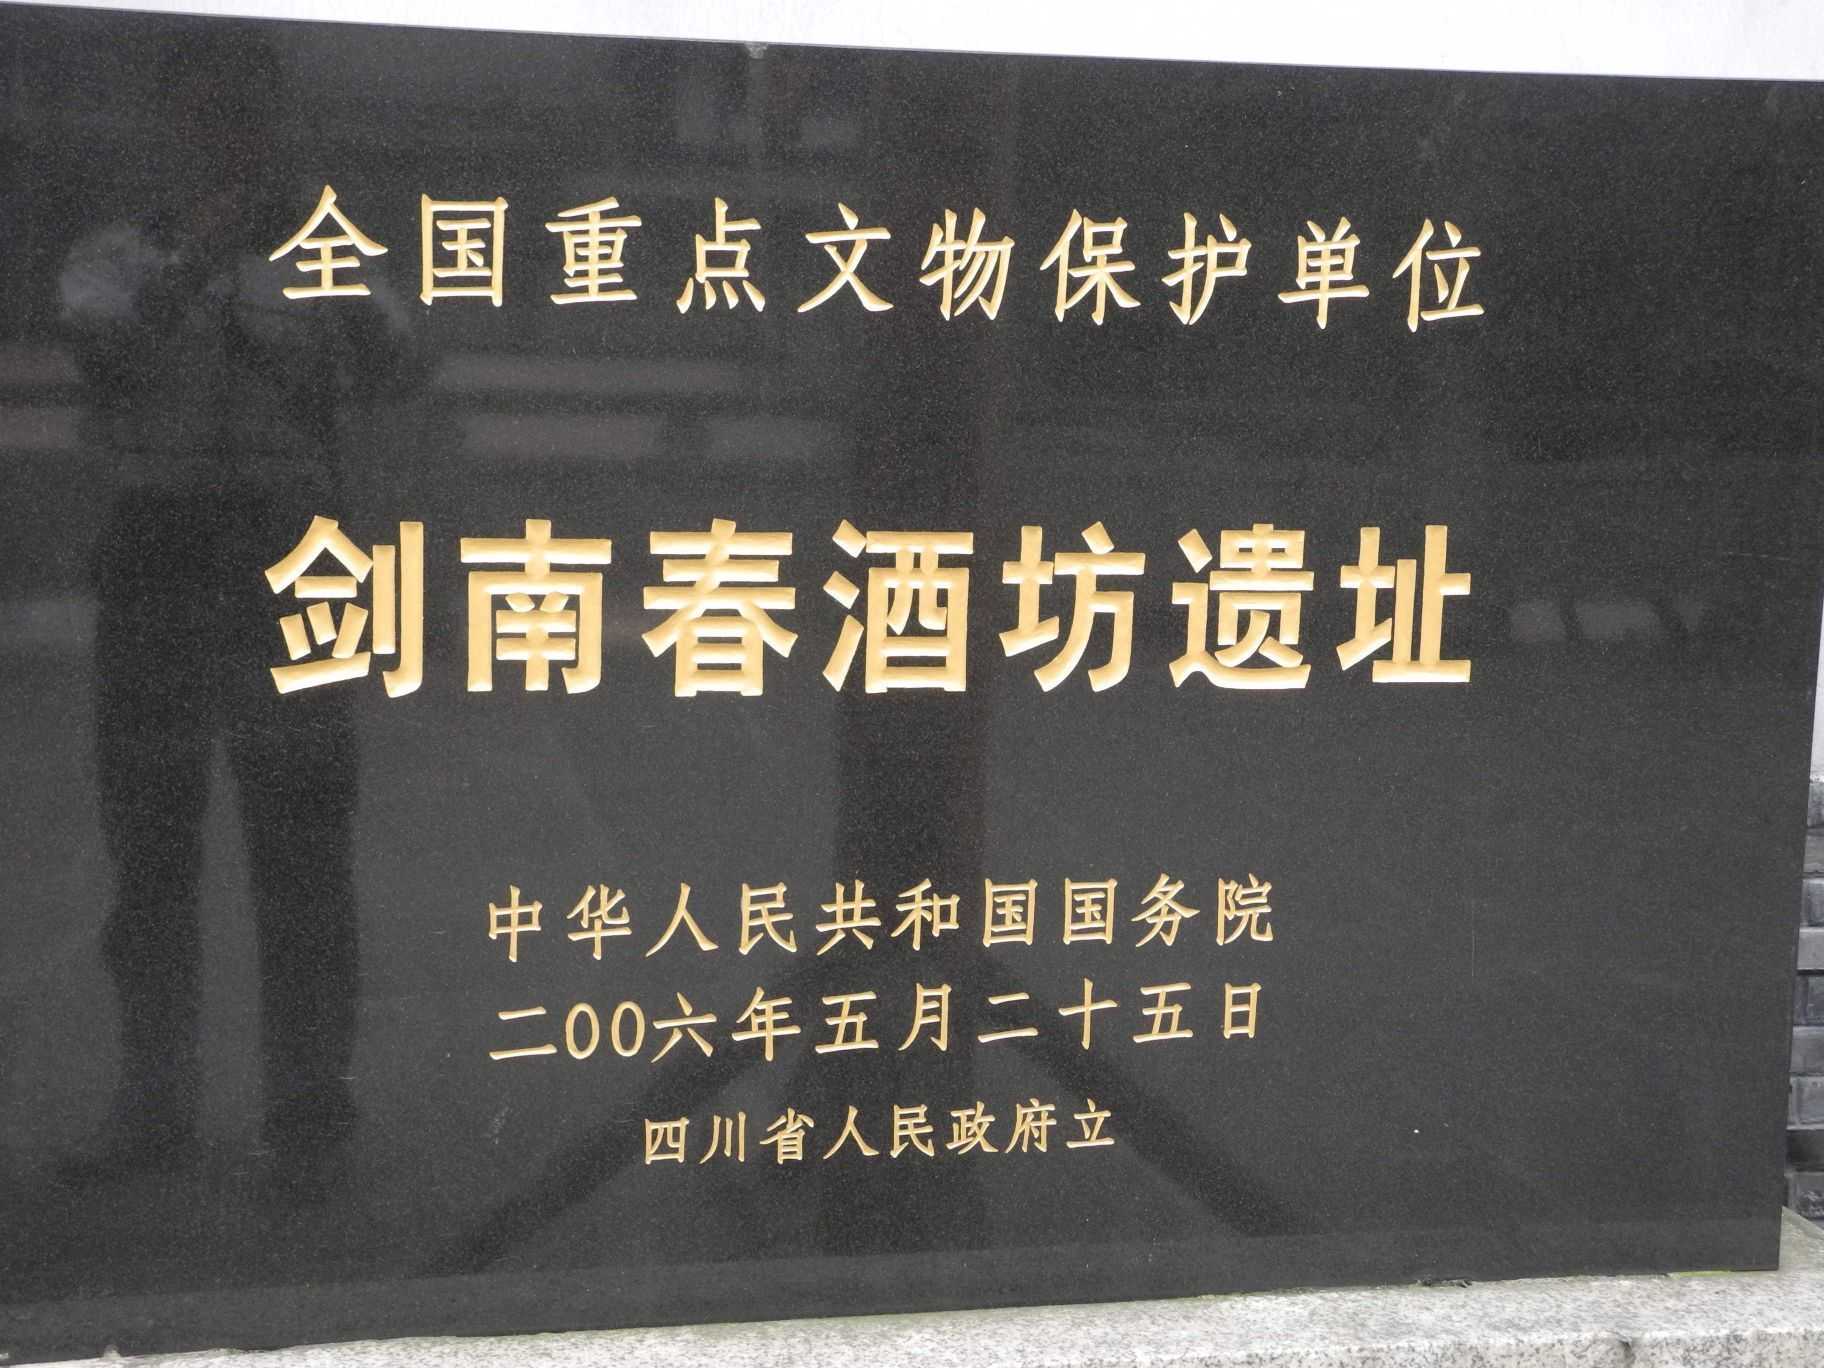 全国重点文物保护单位
剑南春酒坊遗址
中华人民共和国国务院
二00六年五月二十五日
四川省人民政府立